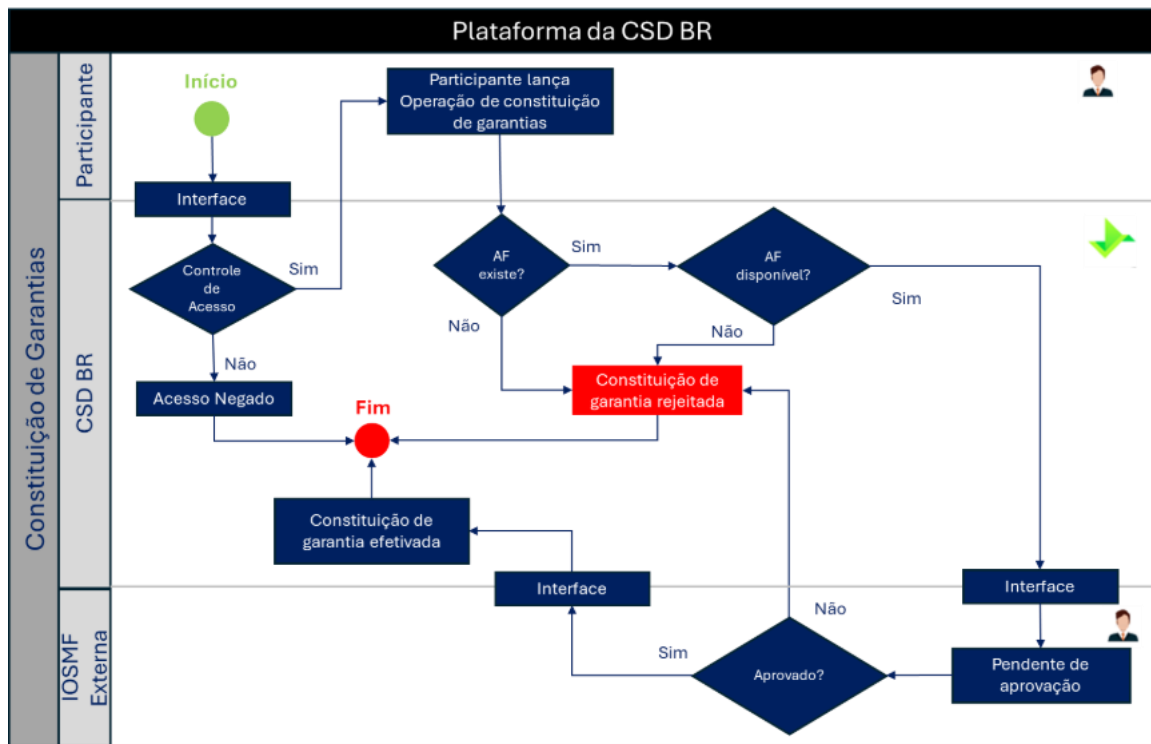 Plataforma da CSD BR
Constituição de Garantias
Participante
Início
Participante lança
Operação de constituição
de garantias
Interface
CSD BR
Controle
de
Acesso
Sim
AF
existe?
Sim
AF
disponível?
Sim
Não
Não
Não
Acesso Negado
Constituição de
garantia rejeitada
Fim
Constituição de
garantia efetivada
Interface
Interface
IOSMF
Externa
Não
Sim
Aprovado?
Pendente de
aprovação